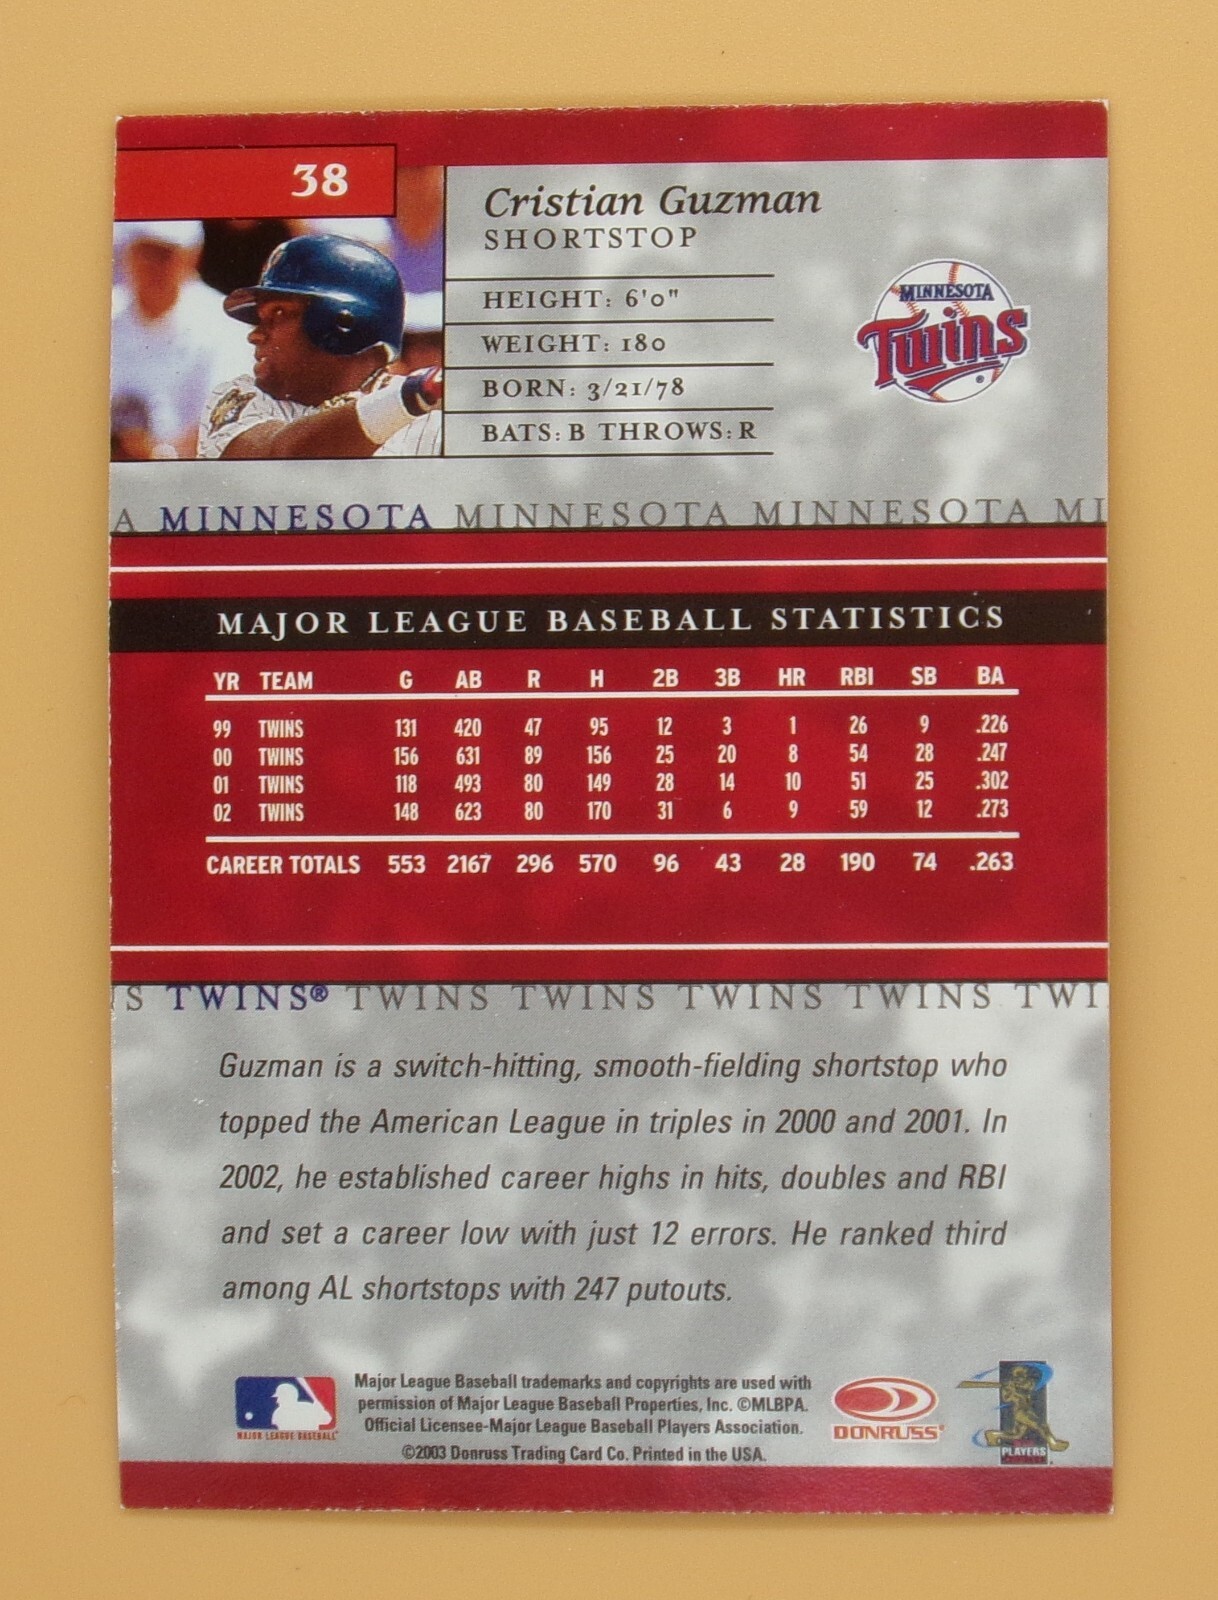 38
Cristian Guzman
SHORTSTOP
HEIGHT: 6'0"
WEIGHT: 180
BORN: 3/21/78
BATS: B THROWS: R
MINNESOTA
Twins
®
A MINNESOTA MINNESOTA MINNESOTA MI
MAJOR LEAGUE BASEBALL STATISTICS
YR TEAM G AB R H 2B 3B HR RBI SB BA
99 TWINS 131 420 47 95 12 3 1 26 9 .226
00 TWINS 156 631 89 156 25 20 8 54 28 .247
01 TWINS 118 493 80 149 28 14 10 51 25 .302
02 TWINS 148 623 80 170 31 6 9 59 12 .273
CAREER TOTALS 553 2167 296 570 96 43 28 190 74 .263
S TWINS® TWINS TWINS TWINS TWINS TWI
Guzman is a switch-hitting, smooth-fielding shortstop who
topped the American League in triples in 2000 and 2001. In
2002, he established career highs in hits, doubles and RBI
and set a career low with just 12 errors. He ranked third
among AL shortstops with 247 putouts.
MAJOR LEAGUE BASEBALL
Major League Baseball trademarks and copyrights are used with
permission of Major League Baseball Properties, Inc. ©MLBPA.
Official Licensee-Major League Baseball Players Association.
©2003 Donruss Trading Card Co. Printed in the USA.
DONRUSS
PLAYERS